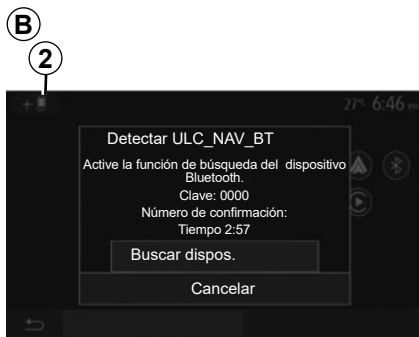 B
2
27° 6:46 PM
Detectar ULC_NAV_BT
Active la función de búsqueda del dispositivo
Bluetooth.
Clave: 0000
Número de confirmación:
Tiempo 2:57
Buscar dispos.
Cancelar